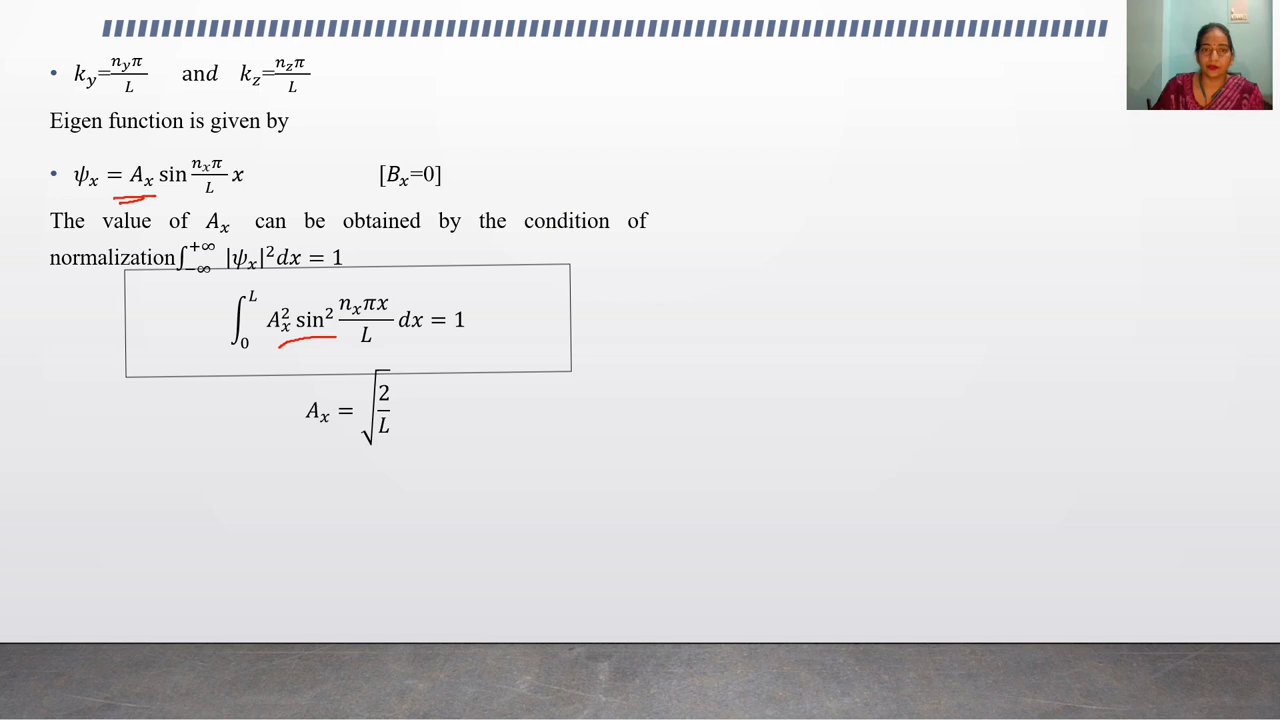 • k_y=n_yπ/L and k_z=n_zπ/L
Eigen function is given by
• ψ_x = A_x sin n_xπ/L x [B_x=0]
The value of A_x can be obtained by the condition of
normalization∫_{−∞}^{+∞} |ψ_x|²dx = 1
∫_0^L A_x² sin² n_xπx/L dx = 1
A_x = √(2/L)